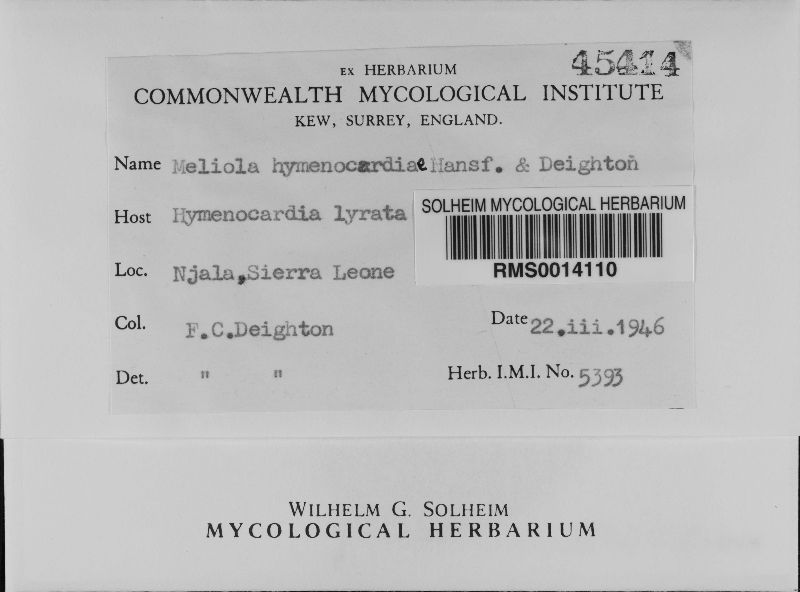 45414
EX HERBARIUM
COMMONWEALTH MYCOLOGICAL INSTITUTE
KEW, SURREY, ENGLAND.
Name Meliola hymenocardiae Hansf. & Deighton
Host Hymenocardia lyrata
SOLHEIM MYCOLOGICAL HERBARIUM
RMS0014110
Loc. Njala, Sierra Leone
Col. F.C.Deighton Date 22.iii.1946
Det. " " Herb. I.M.I. No. 5393
WILHELM G. SOLHEIM
MYCOLOGICAL HERBARIUM